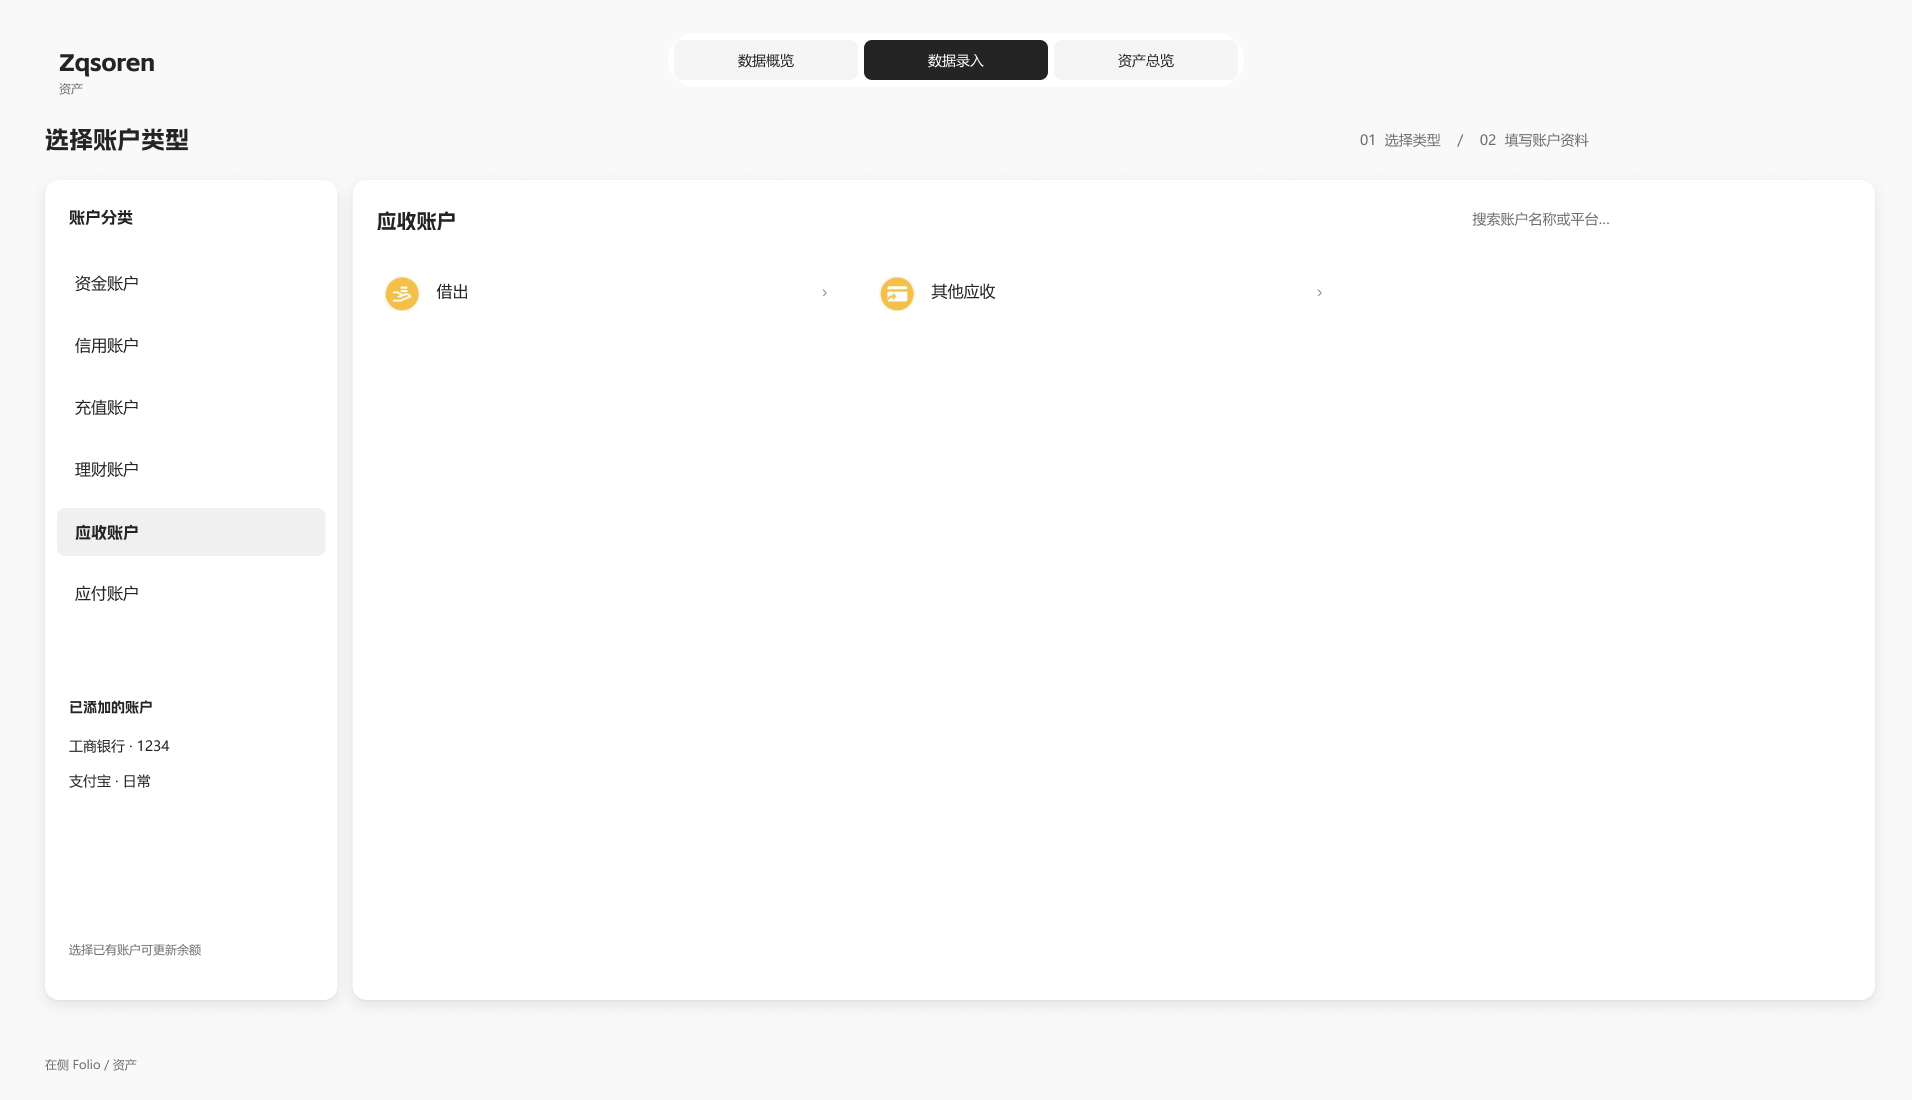 Zqsoren
资产
数据概览
数据录入
资产总览
选择账户类型
01 选择类型 / 02 填写账户资料
账户分类
资金账户
信用账户
充值账户
理财账户
应收账户
应付账户
已添加的账户
工商银行 · 1234
支付宝 · 日常
选择已有账户可更新余额
应收账户
搜索账户名称或平台...
借出 ›
其他应收 ›
在侧 Folio / 资产